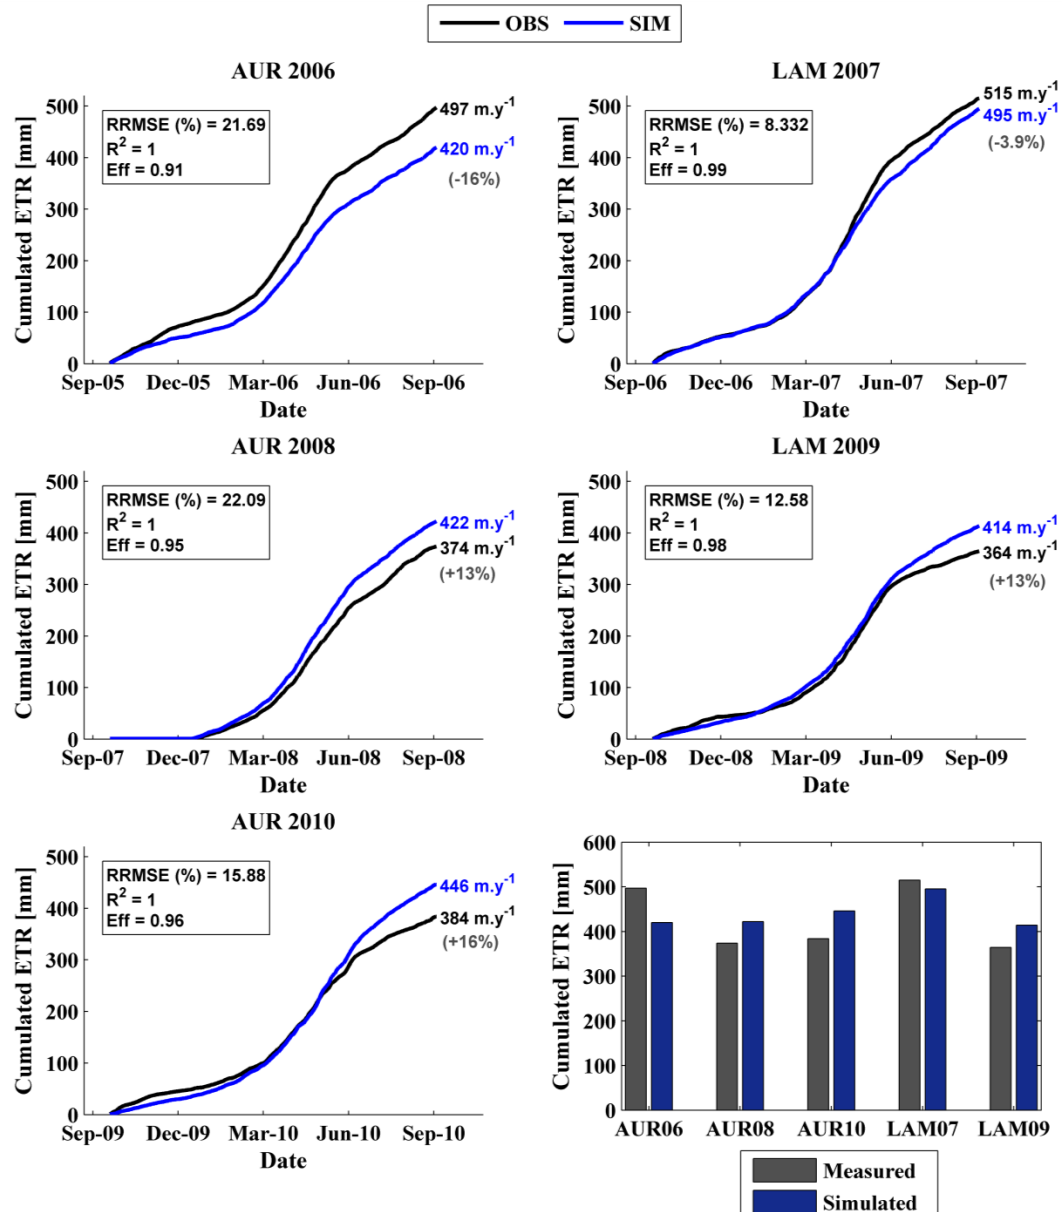 OBS SIM
AUR 2006
RRMSE (%) = 21.69
R² = 1
Eff = 0.91
497 m.y⁻¹
420 m.y⁻¹
(-16%)
Cumulated ETR [mm]
500
400
300
200
100
0
Sep-05 Dec-05 Mar-06 Jun-06 Sep-06
Date
LAM 2007
RRMSE (%) = 8.332
R² = 1
Eff = 0.99
515 m.y⁻¹
495 m.y⁻¹
(-3.9%)
Cumulated ETR [mm]
500
400
300
200
100
0
Sep-06 Dec-06 Mar-07 Jun-07 Sep-07
Date
AUR 2008
RRMSE (%) = 22.09
R² = 1
Eff = 0.95
422 m.y⁻¹
374 m.y⁻¹
(+13%)
Cumulated ETR [mm]
500
400
300
200
100
0
Sep-07 Dec-07 Mar-08 Jun-08 Sep-08
Date
LAM 2009
RRMSE (%) = 12.58
R² = 1
Eff = 0.98
414 m.y⁻¹
364 m.y⁻¹
(+13%)
Cumulated ETR [mm]
500
400
300
200
100
0
Sep-08 Dec-08 Mar-09 Jun-09 Sep-09
Date
AUR 2010
RRMSE (%) = 15.88
R² = 1
Eff = 0.96
446 m.y⁻¹
384 m.y⁻¹
(+16%)
Cumulated ETR [mm]
500
400
300
200
100
0
Sep-09 Dec-09 Mar-10 Jun-10 Sep-10
Date
Cumulated ETR [mm]
600
500
400
300
200
100
0
AUR06 AUR08 AUR10 LAM07 LAM09
Measured
Simulated